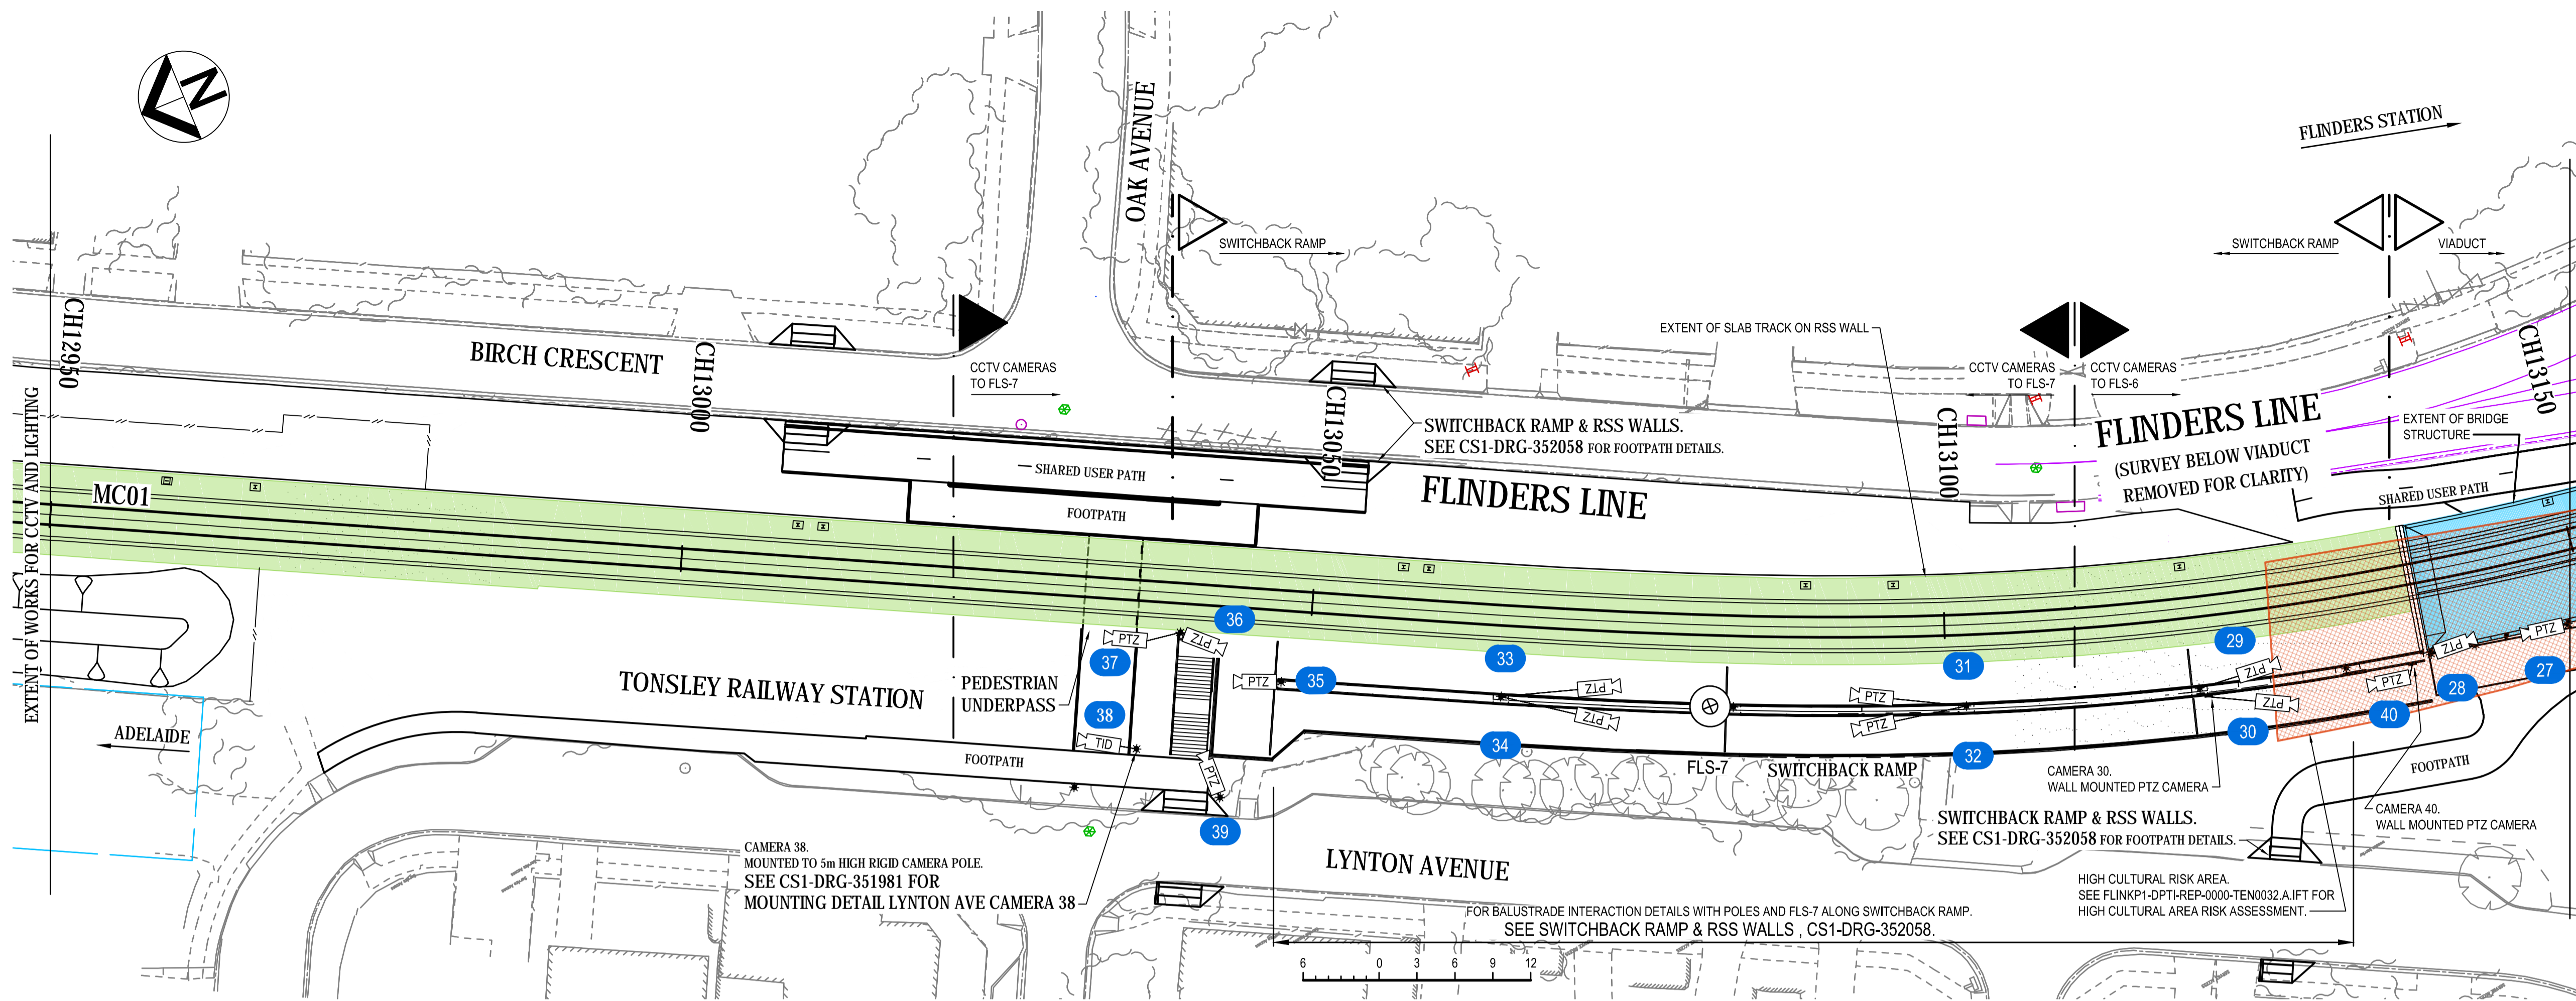 N
FLINDERS STATION
OAK AVENUE
SWITCHBACK RAMP
SWITCHBACK RAMP
VIADUCT
CH12950
BIRCH CRESCENT
CH13000
CCTV CAMERAS
TO FLS-7
CH13050
SWITCHBACK RAMP & RSS WALLS.
SEE CS1-DRG-352058 FOR FOOTPATH DETAILS.
EXTENT OF SLAB TRACK ON RSS WALL
CCTV CAMERAS
TO FLS-7
CCTV CAMERAS
TO FLS-6
CH13100
FLINDERS LINE
(SURVEY BELOW VIADUCT
REMOVED FOR CLARITY)
CH13150
EXTENT OF BRIDGE
STRUCTURE
SHARED USER PATH
EXTENT OF WORKS FOR CCTV AND LIGHTING
MC01
SHARED USER PATH
FOOTPATH
FLINDERS LINE
36
PTZ
PTZ
37
38
TID
PTZ
39
PTZ
35
33
PTZ
PTZ
34
31
PTZ
PTZ
32
29
PTZ
PTZ
30
PTZ
40
PTZ
28
PTZ
27
TONSLEY RAILWAY STATION
PEDESTRIAN
UNDERPASS
ADELAIDE
FOOTPATH
FLS-7
SWITCHBACK RAMP
FOOTPATH
CAMERA 30.
WALL MOUNTED PTZ CAMERA
CAMERA 40.
WALL MOUNTED PTZ CAMERA
SWITCHBACK RAMP & RSS WALLS.
SEE CS1-DRG-352058 FOR FOOTPATH DETAILS.
CAMERA 38.
MOUNTED TO 5m HIGH RIGID CAMERA POLE.
SEE CS1-DRG-351981 FOR
MOUNTING DETAIL LYNTON AVE CAMERA 38
LYNTON AVENUE
HIGH CULTURAL RISK AREA.
SEE FLINKP1-DPTI-REP-0000-TEN0032.A.IFT FOR
HIGH CULTURAL AREA RISK ASSESSMENT.
FOR BALUSTRADE INTERACTION DETAILS WITH POLES AND FLS-7 ALONG SWITCHBACK RAMP.
SEE SWITCHBACK RAMP & RSS WALLS , CS1-DRG-352058.
6 0 3 6 9 12